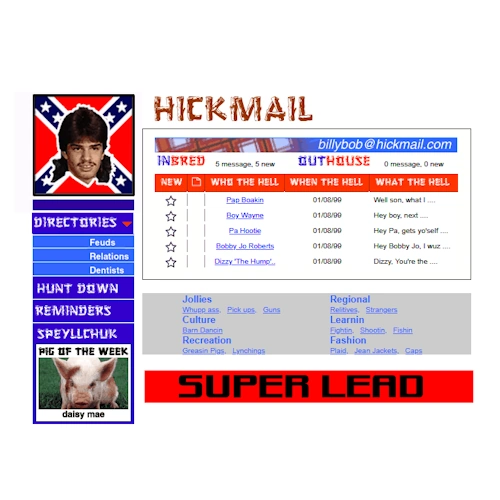 HICKMAIL
billybob@hickmail.com
INBRED 5 message, 5 new OUTHOUSE 0 message, 0 new
NEW WHO THE HELL WHEN THE HELL WHAT THE HELL
Pap Boakin 01/08/99 Well son, what I ....
Boy Wayne 01/08/99 Hey boy, next ....
Pa Hootie 01/08/99 Hey Pa, gets yo'self ....
Bobby Jo Roberts 01/08/99 Hey Bobby Jo, I wuz ....
Dizzy 'The Hump'.. 01/08/99 Dizzy, You're the ....
DIRECTORIES
Feuds
Relations
Dentists
HUNT DOWN
REMINDERS
SPEYLLCHUK
PIG OF THE WEEK
daisy mae
Jollies Regional
Whupp ass, Pick ups, Guns Relitives, Strangers
Culture Learnin
Barn Dancin Fightin, Shootin, Fishin
Recreation Fashion
Greasin Pigs, Lynchings Plaid, Jean Jackets, Caps
SUPER LEAD